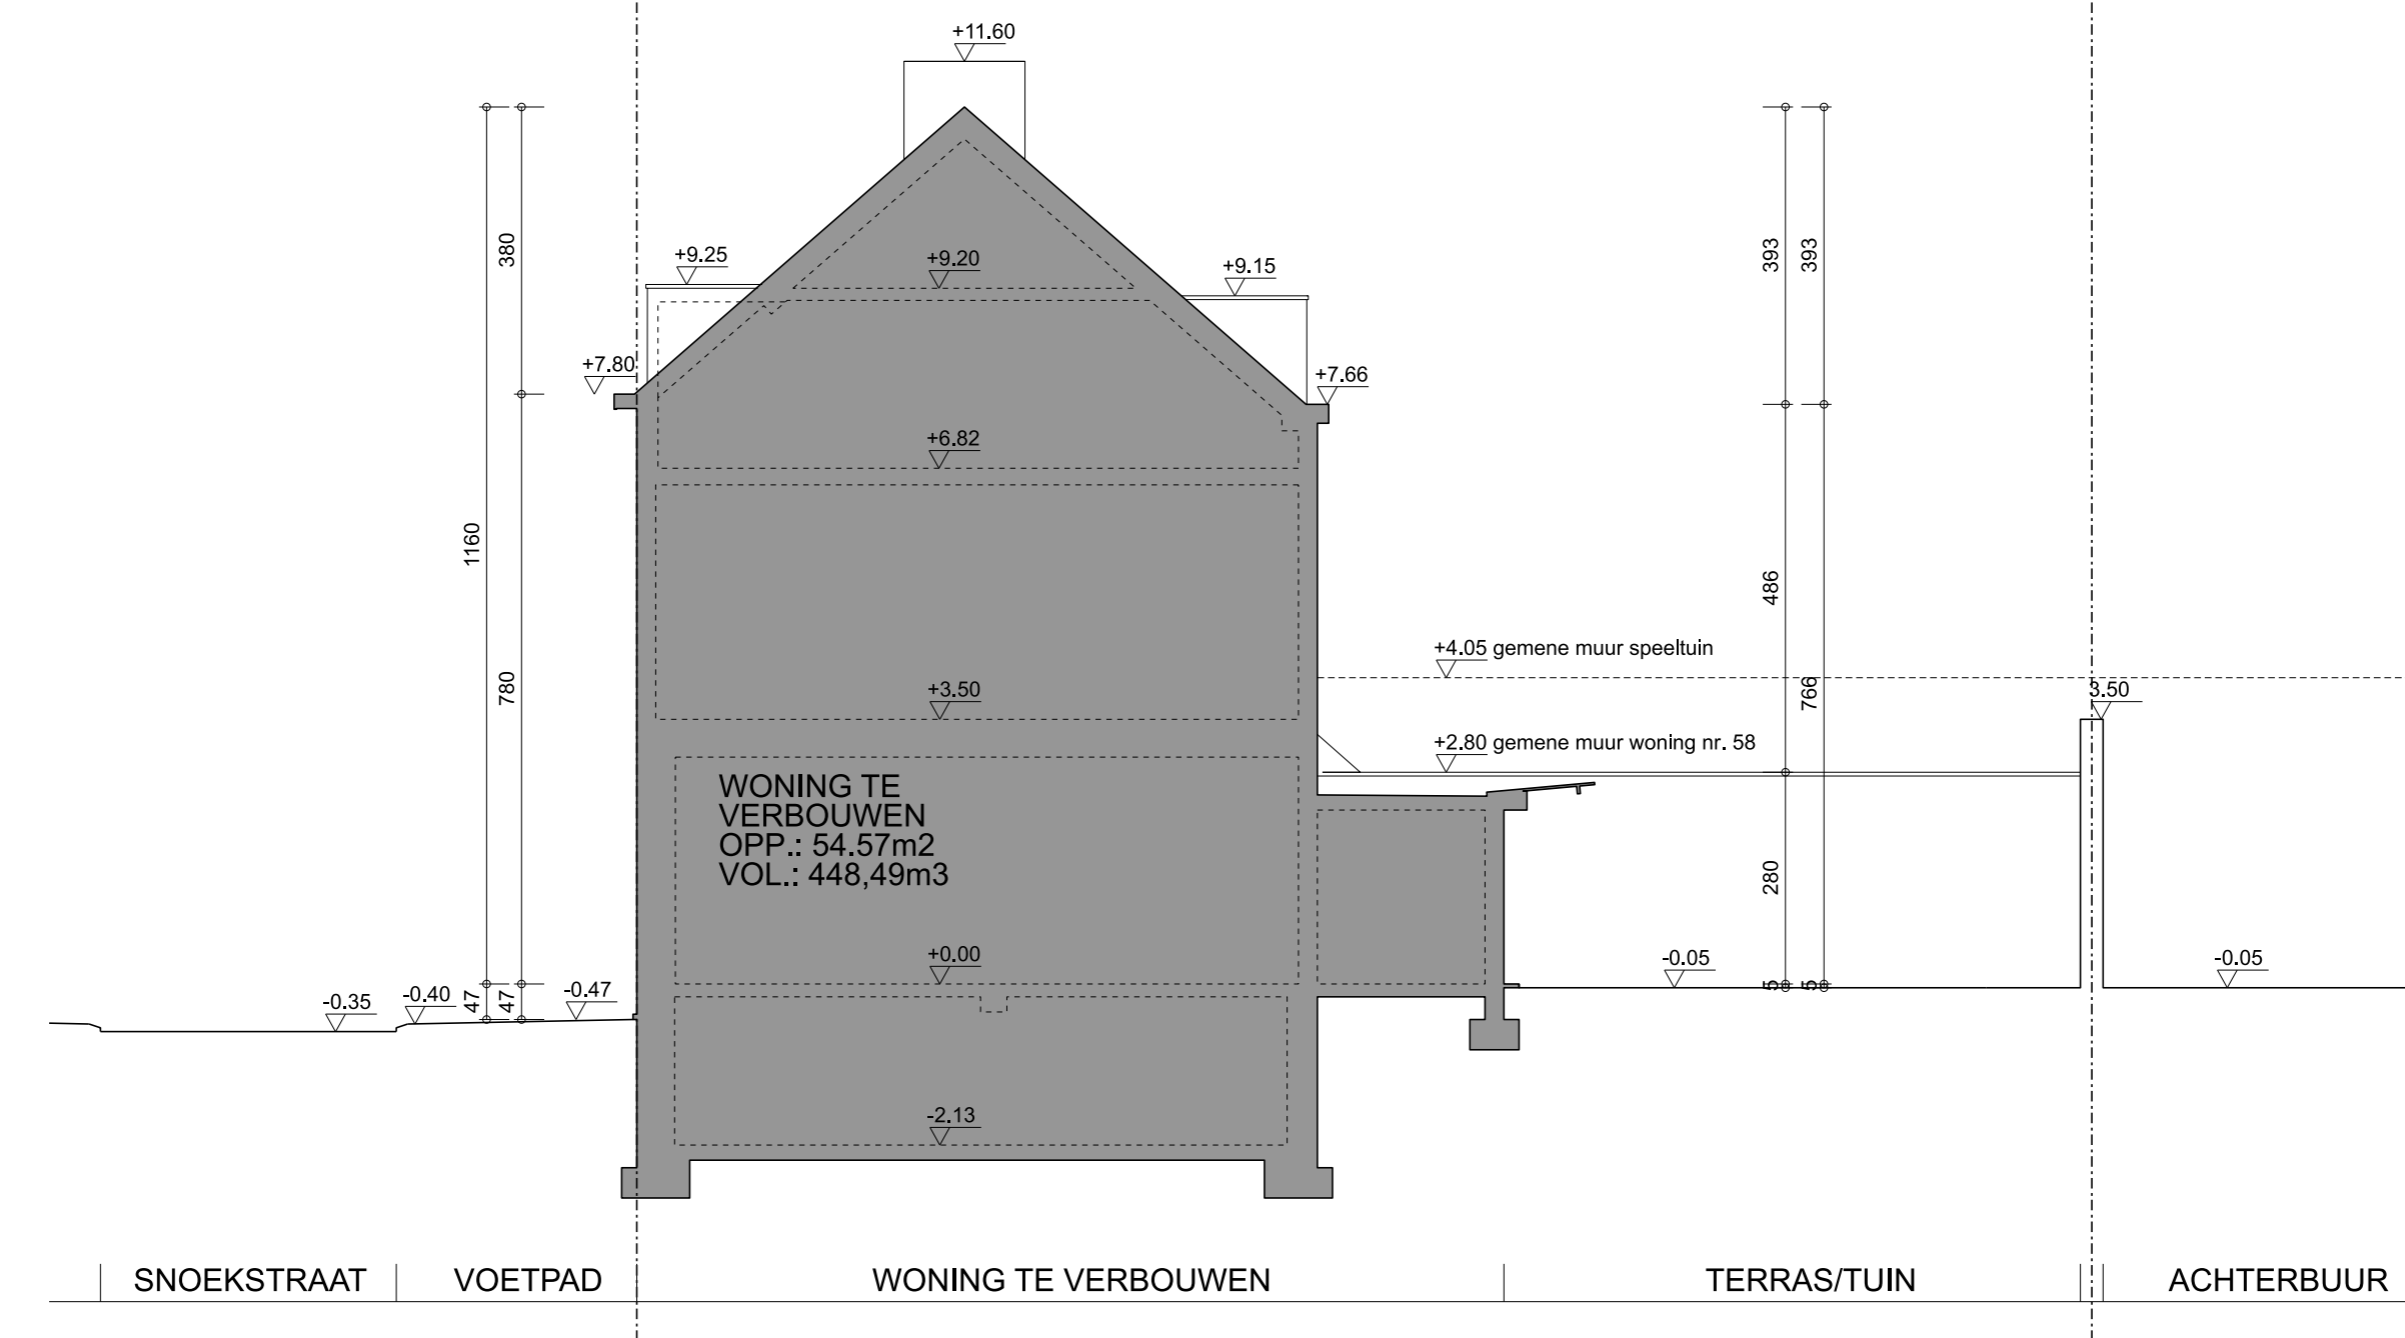 +11.60
380
393
393
+9.25
+9.20
+9.15
+7.80
+7.66
+6.82
1160
486
+4.05 gemene muur speeltuin
780
+3.50
766
3.50
+2.80 gemene muur woning nr. 58
WONING TE
VERBOUWEN
OPP.: 54.57m2
VOL.: 448,49m3
280
+0.00
-0.05
-0.05
-0.35
-0.40
47
47
-0.47
5
5
-2.13
SNOEKSTRAAT
VOETPAD
WONING TE VERBOUWEN
TERRAS/TUIN
ACHTERBUUR